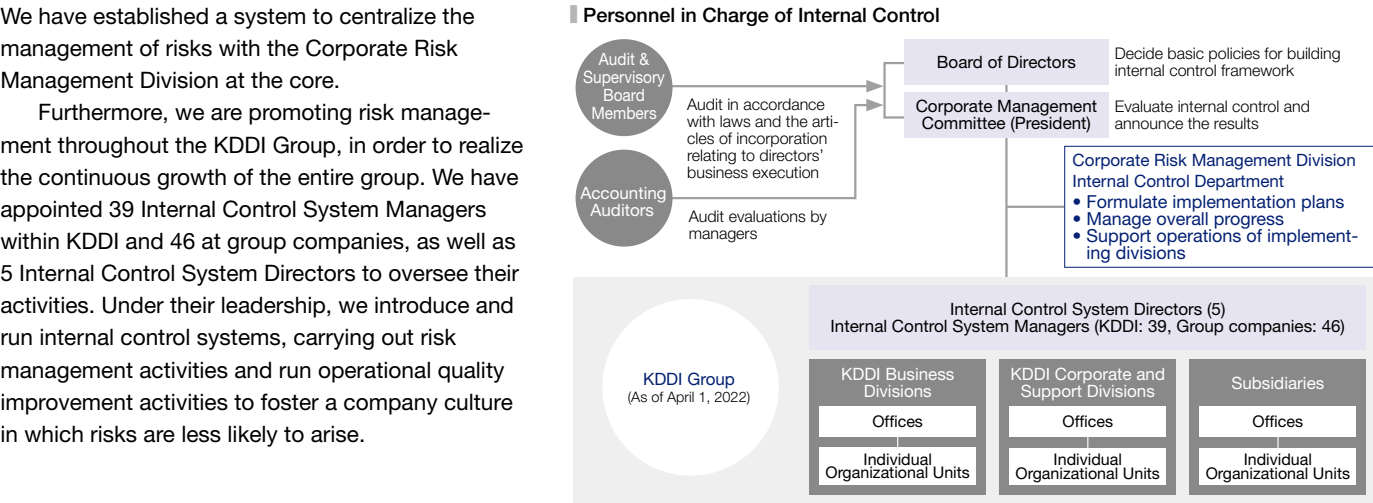 We have established a system to centralize the
management of risks with the Corporate Risk
Management Division at the core.
Furthermore, we are promoting risk manage-
ment throughout the KDDI Group, in order to realize
the continuous growth of the entire group. We have
appointed 39 Internal Control System Managers
within KDDI and 46 at group companies, as well as
5 Internal Control System Directors to oversee their
activities. Under their leadership, we introduce and
run internal control systems, carrying out risk
management activities and run operational quality
improvement activities to foster a company culture
in which risks are less likely to arise.
Personnel in Charge of Internal Control
Audit &
Supervisory
Board
Members
Audit in accordance
with laws and the arti-
cles of incorporation
relating to directors'
business execution
Accounting
Auditors
Audit evaluations by
managers
Board of Directors
Decide basic policies for building
internal control framework
Corporate Management
Committee (President)
Evaluate internal control and
announce the results
Corporate Risk Management Division
Internal Control Department
• Formulate implementation plans
• Manage overall progress
• Support operations of implement-
ing divisions
KDDI Group
(As of April 1, 2022)
Internal Control System Directors (5)
Internal Control System Managers (KDDI: 39, Group companies: 46)
KDDI Business
Divisions
Offices
Individual
Organizational Units
KDDI Corporate and
Support Divisions
Offices
Individual
Organizational Units
Subsidiaries
Offices
Individual
Organizational Units